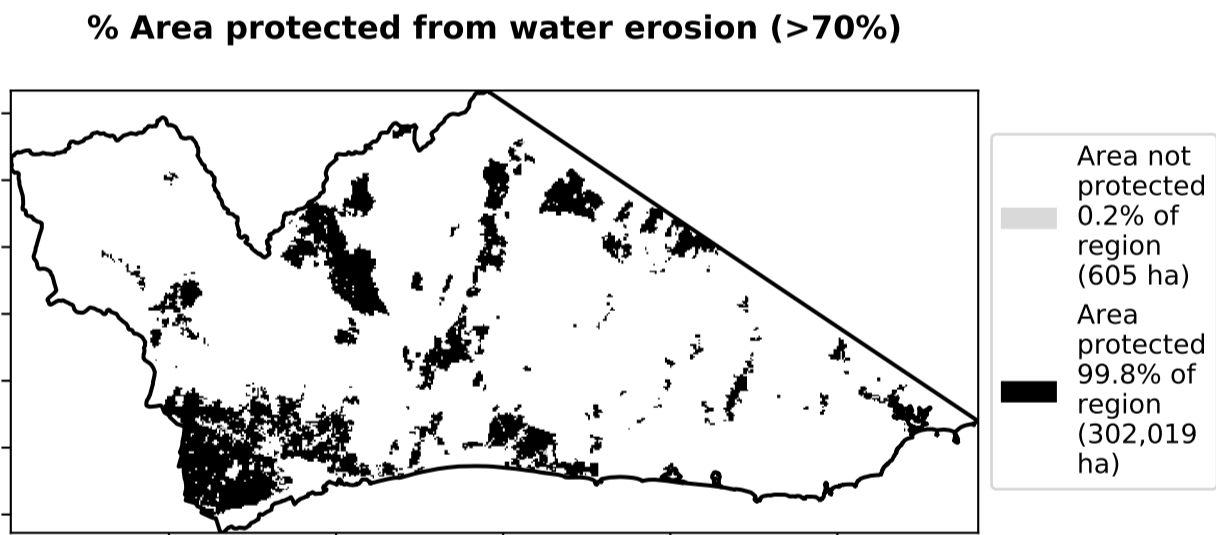 % Area protected from water erosion (>70%)
Area not
protected
0.2% of
region
(605 ha)
Area
protected
99.8% of
region
(302,019
ha)